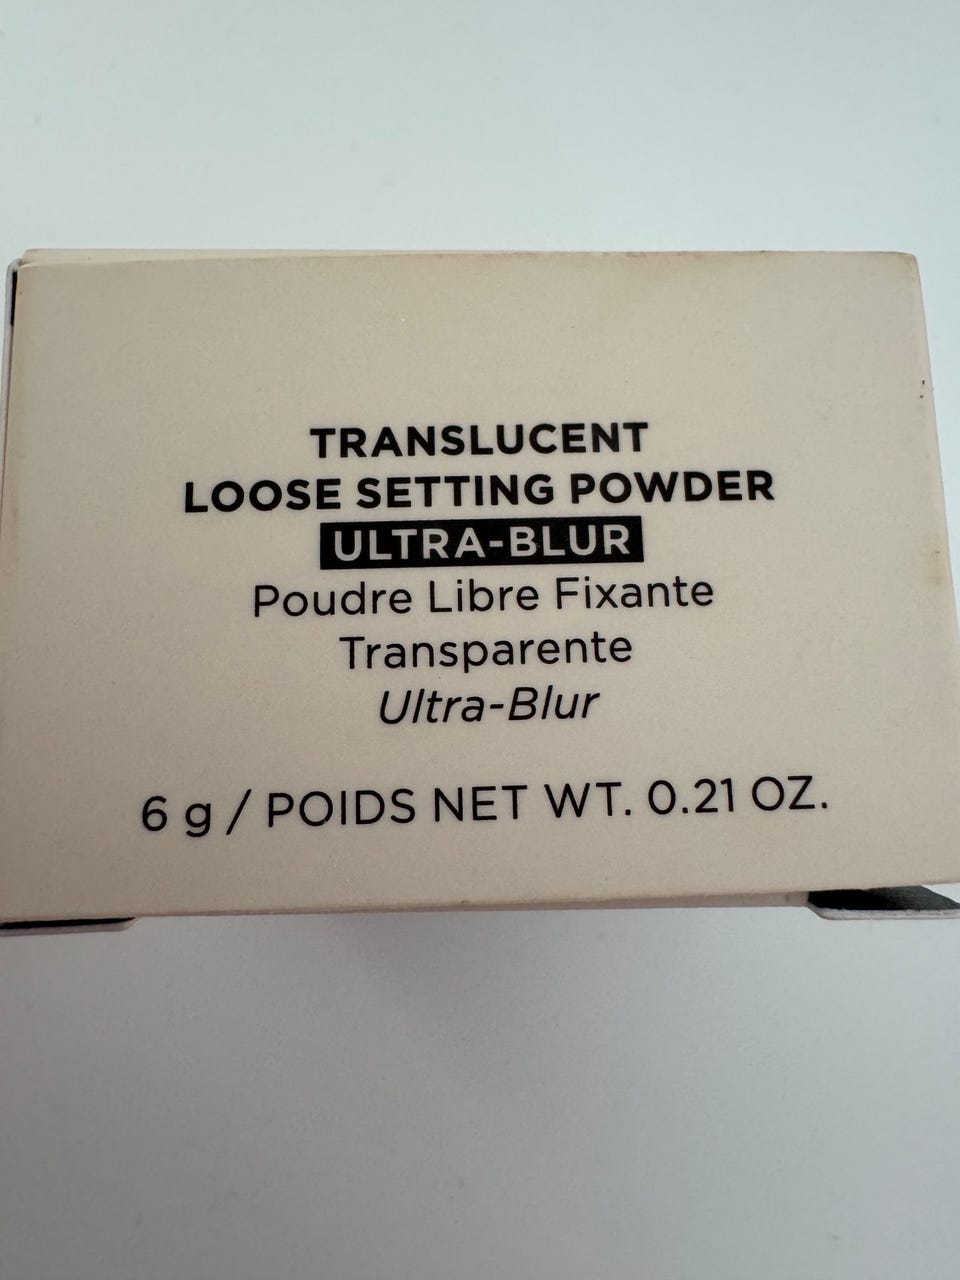 TRANSLUCENT
LOOSE SETTING POWDER
ULTRA-BLUR
Poudre Libre Fixante
Transparente
Ultra-Blur
6 g / POIDS NET WT. 0.21 OZ.